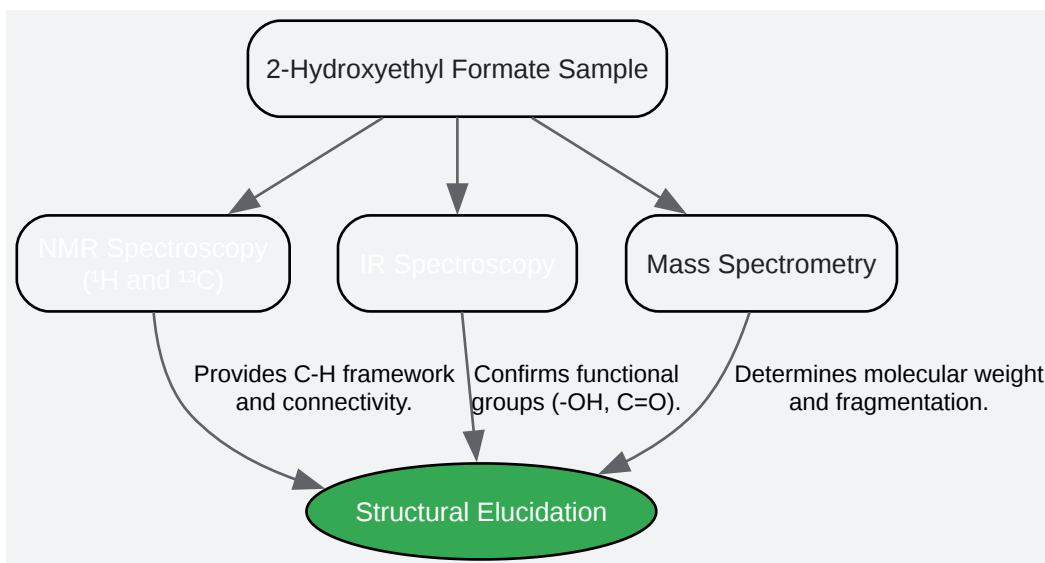 2-Hydroxyethyl Formate Sample
NMR Spectroscopy
(¹H and ¹³C)
IR Spectroscopy
Mass Spectrometry
Provides C-H framework
and connectivity.
Confirms functional
groups (-OH, C=O).
Determines molecular weight
and fragmentation.
Structural Elucidation